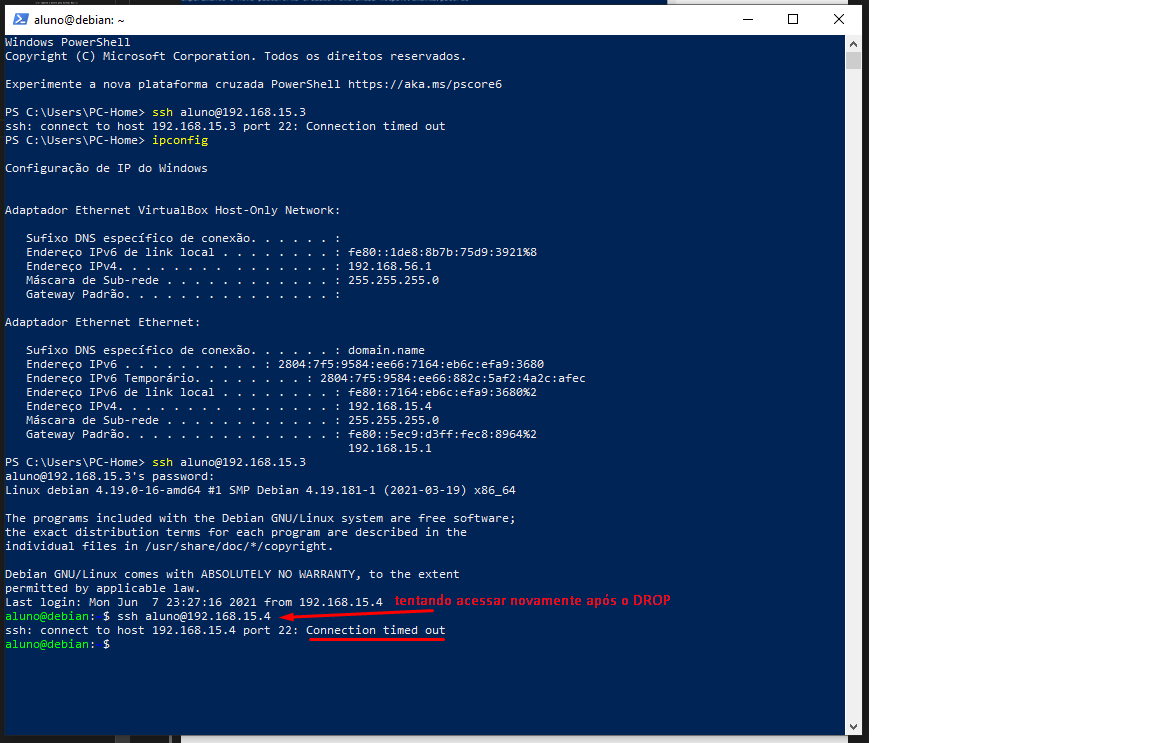 aluno@debian: ~
Windows PowerShell
Copyright (C) Microsoft Corporation. Todos os direitos reservados.
Experimente a nova plataforma cruzada PowerShell https://aka.ms/pscore6
PS C:\Users\PC-Home> ssh aluno@192.168.15.3
ssh: connect to host 192.168.15.3 port 22: Connection timed out
PS C:\Users\PC-Home> ipconfig
Configuração de IP do Windows
Adaptador Ethernet VirtualBox Host-Only Network:
Sufixo DNS específico de conexão. . . . . . :
Endereço IPv6 de link local . . . . . . . . : fe80::1de8:8b7b:75d9:3921%8
Endereço IPv4. . . . . . . .  . . . . . . . : 192.168.56.1
Máscara de Sub-rede . . . . . . . . . . . . : 255.255.255.0
Gateway Padrão. . . . . . . . . . . . . . . :
Adaptador Ethernet Ethernet:
Sufixo DNS específico de conexão. . . . . . : domain.name
Endereço IPv6 . . . . . . . . . . : 2804:7f5:9584:ee66:7164:eb6c:efa9:3680
Endereço IPv6 Temporário. . . . . . . . : 2804:7f5:9584:ee66:882c:5af2:4a2c:afec
Endereço IPv6 de link local . . . . . . . . : fe80::7164:eb6c:efa9:3680%2
Endereço IPv4. . . . . . . .  . . . . . . . : 192.168.15.4
Máscara de Sub-rede . . . . . . . . . . . . : 255.255.255.0
Gateway Padrão. . . . . . . . . . . . . . . : fe80::5ec9:d3ff:fec8:8964%2
192.168.15.1
PS C:\Users\PC-Home> ssh aluno@192.168.15.3
aluno@192.168.15.3's password:
Linux debian 4.19.0-16-amd64 #1 SMP Debian 4.19.181-1 (2021-03-19) x86_64
The programs included with the Debian GNU/Linux system are free software;
the exact distribution terms for each program are described in the
individual files in /usr/share/doc/*/copyright.
Debian GNU/Linux comes with ABSOLUTELY NO WARRANTY, to the extent
permitted by applicable law.
Last login: Mon Jun  7 23:27:16 2021 from 192.168.15.4 tentando acessar novamente após o DROP
aluno@debian: $ ssh aluno@192.168.15.4
ssh: connect to host 192.168.15.4 port 22: Connection timed out
aluno@debian: $